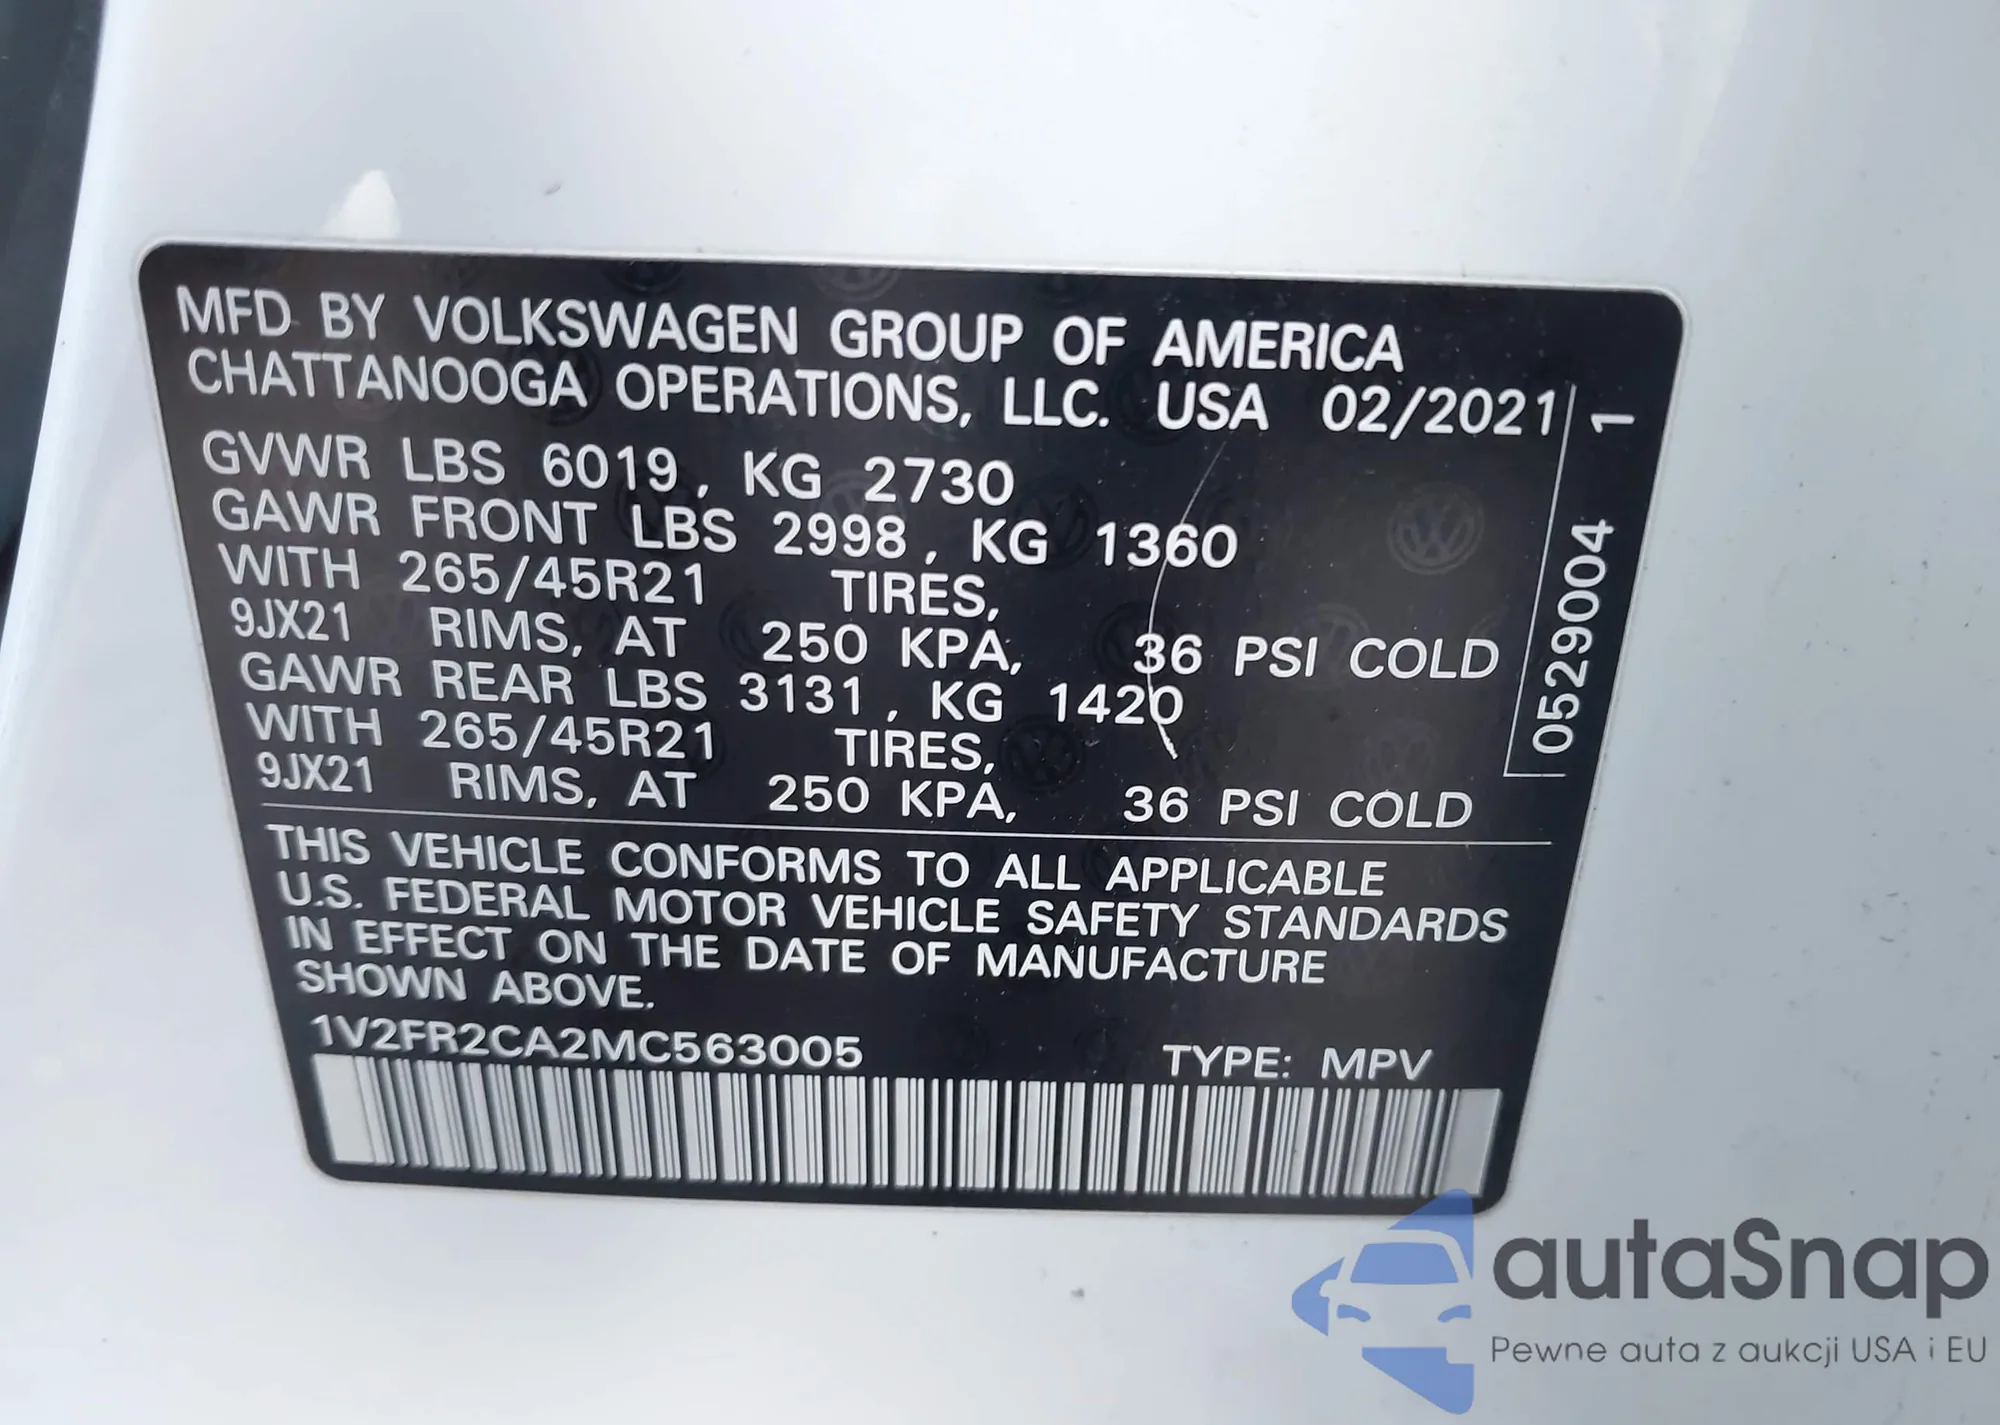 MFD BY VOLKSWAGEN GROUP OF AMERICA
CHATTANOOGA OPERATIONS, LLC. USA 02/2021
GVWR LBS 6019, KG 2730
GAWR FRONT LBS 2998, KG 1360
WITH 265/45R21 TIRES,
9JX21 RIMS, AT 250 KPA, 36 PSI COLD
GAWR REAR LBS 3131, KG 1420
WITH 265/45R21 TIRES,
9JX21 RIMS, AT 250 KPA, 36 PSI COLD
0529004 1
THIS VEHICLE CONFORMS TO ALL APPLICABLE
U.S. FEDERAL MOTOR VEHICLE SAFETY STANDARDS
IN EFFECT ON THE DATE OF MANUFACTURE
SHOWN ABOVE.
1V2FR2CA2MC563005 TYPE: MPV
autaSnap
Pewne auta z aukcji USA i EU